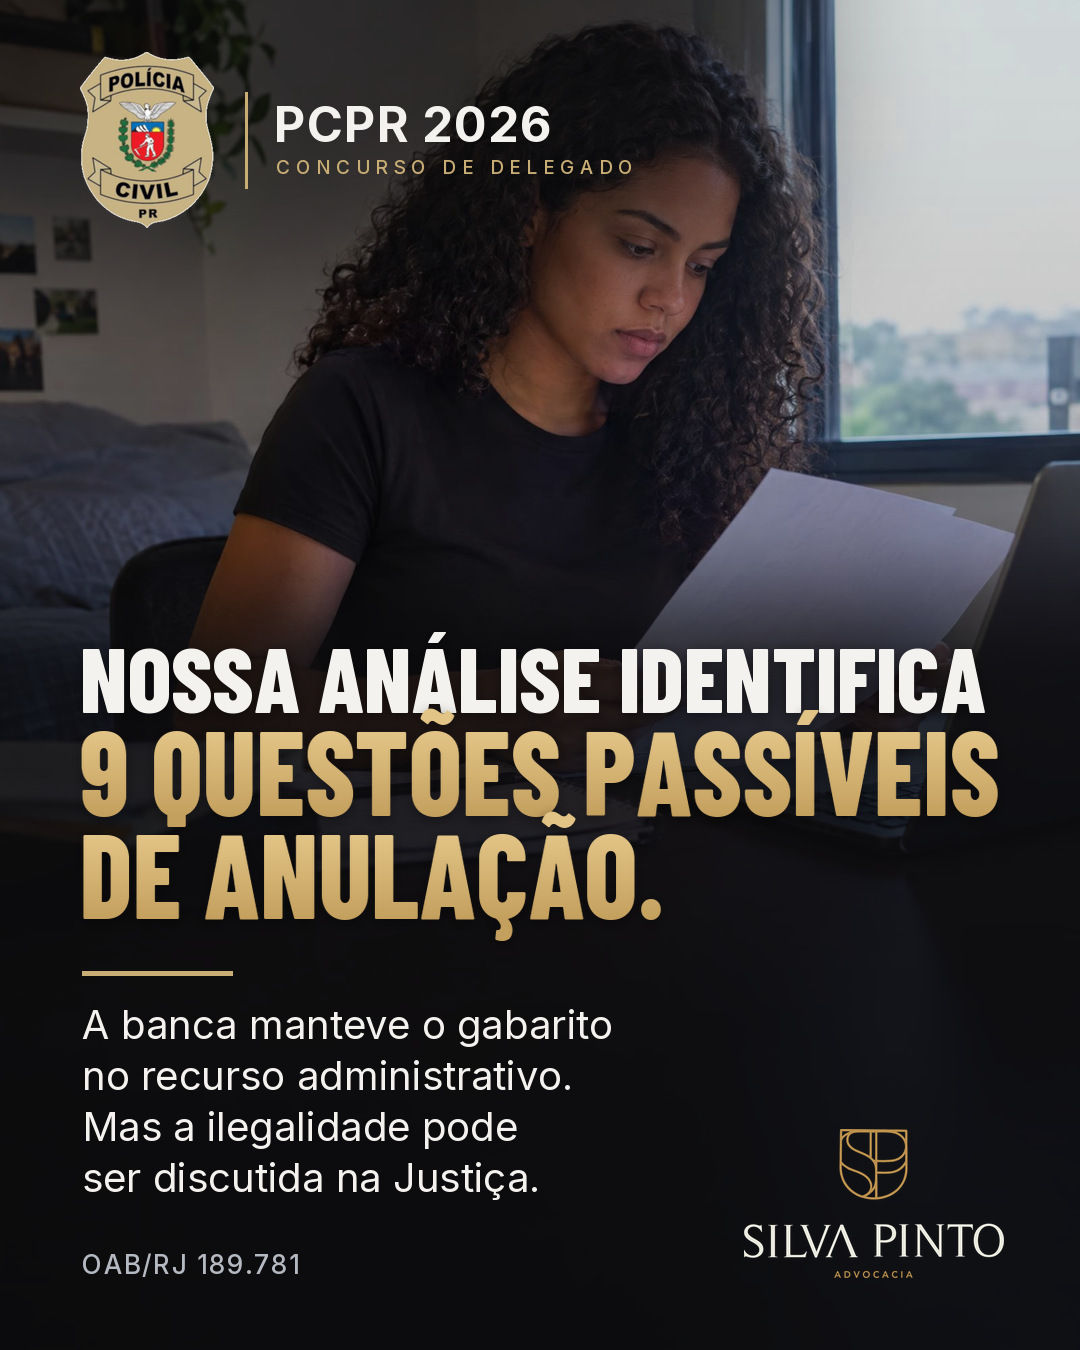 POLÍCIA
CIVIL
PR
PCPR 2026
CONCURSO DE DELEGADO
NOSSA ANÁLISE IDENTIFICA
9 QUESTÕES PASSÍVEIS
DE ANULAÇÃO.
A banca manteve o gabarito
no recurso administrativo.
Mas a ilegalidade pode
ser discutida na Justiça.
OAB/RJ 189.781
SP
SILVA PINTO
ADVOCACIA